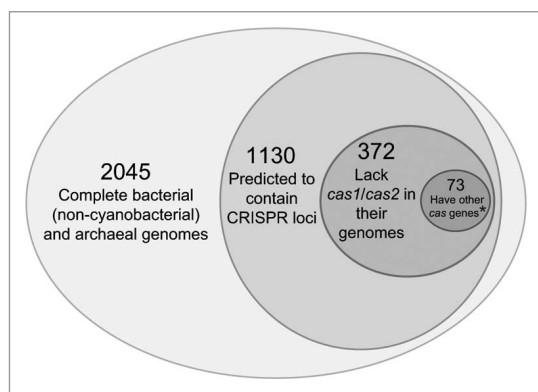 2045
Complete bacterial
(non-cyanobacterial)
and archaeal genomes
1130
Predicted to
contain
CRISPR loci
372
Lack
cas1/cas2 in
their
genomes
73
Have other
cas genes*